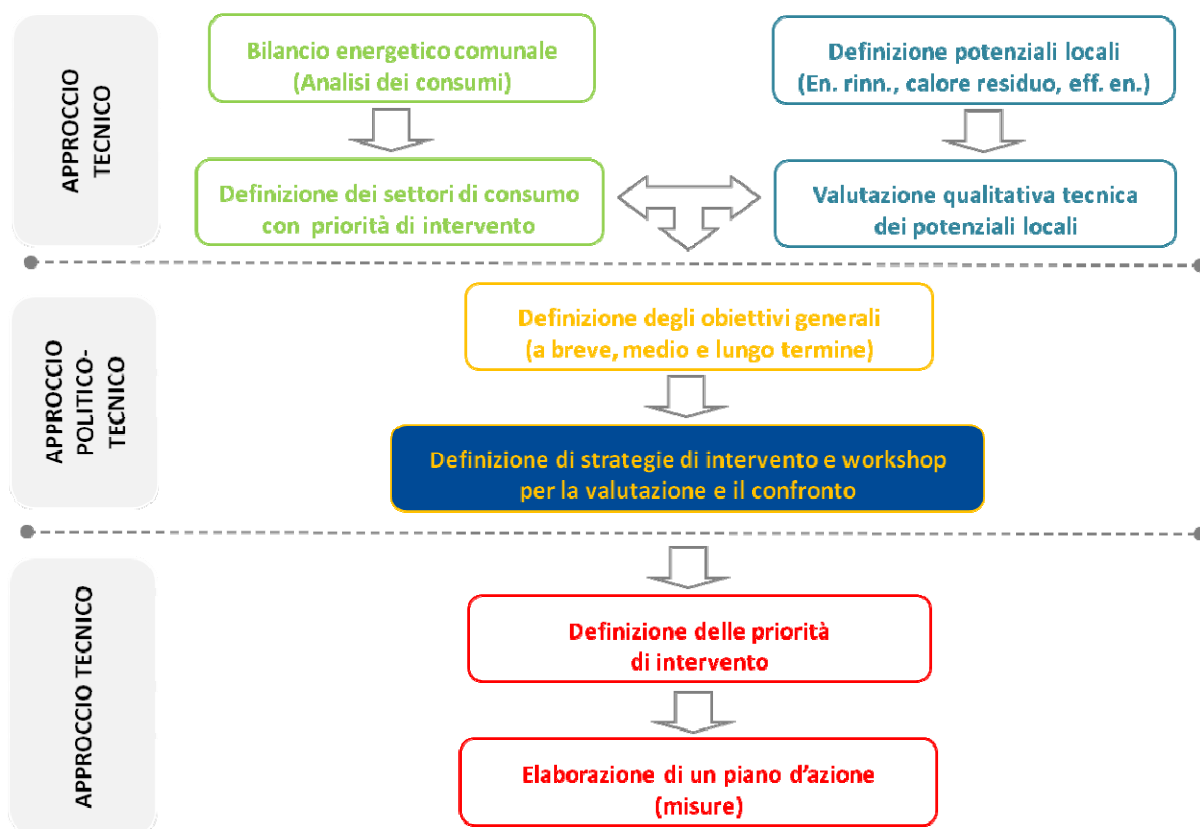 APPROCCIO
TECNICO
Bilancio energetico comunale
(Analisi dei consumi)
Definizione potenziali locali
(En. rinn., calore residuo, eff. en.)
Definizione dei settori di consumo
con priorità di intervento
Valutazione qualitativa tecnica
dei potenziali locali
APPROCCIO
POLITICO-
TECNICO
Definizione degli obiettivi generali
(a breve, medio e lungo termine)
Definizione di strategie di intervento e workshop
per la valutazione e il confronto
APPROCCIO TECNICO
Definizione delle priorità
di intervento
Elaborazione di un piano d’azione
(misure)